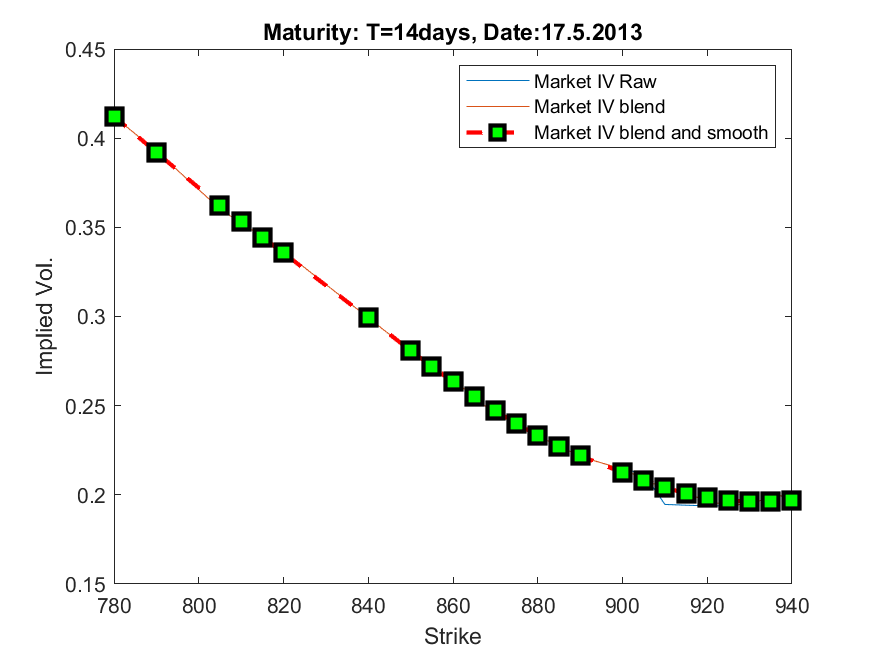 Maturity: T=14days, Date:17.5.2013
0.45
0.4
0.35
0.3
0.25
0.2
0.15
Implied Vol.
Market IV Raw
Market IV blend
Market IV blend and smooth
780 800 820 840 860 880 900 920 940
Strike